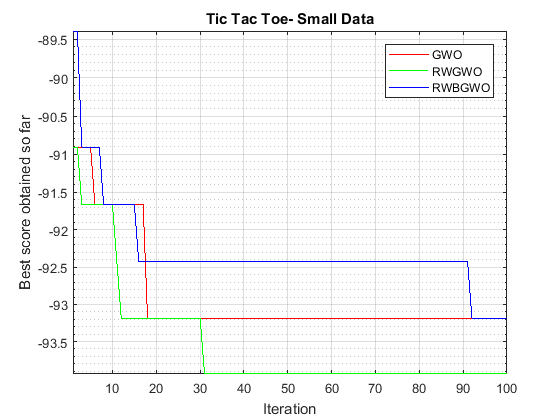 Tic Tac Toe- Small Data
Best score obtained so far
-89.5
-90
-90.5
-91
-91.5
-92
-92.5
-93
-93.5
GWO
RWGWO
RWBGWO
10 20 30 40 50 60 70 80 90 100
Iteration